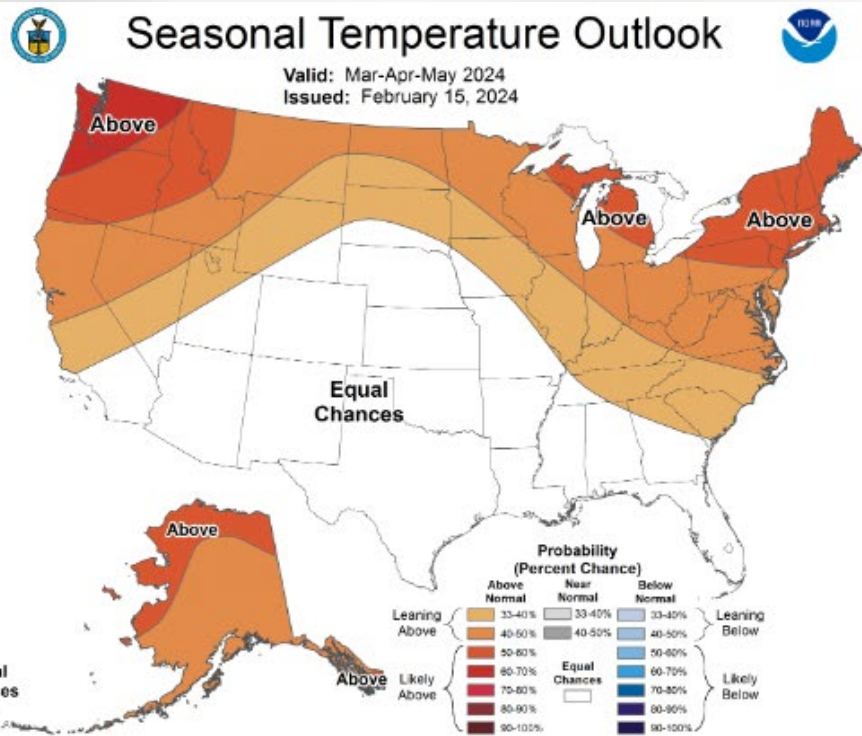 Seasonal Temperature Outlook
NOAA
Valid: Mar-Apr-May 2024
Issued: February 15, 2024
Above
Above
Above
Equal
Chances
Above
Above
Probability
(Percent Chance)
Above
Normal
Near
Normal
Below
Normal
Leaning
Above
33-40%
33-40%
33-40%
Leaning
Below
40-50%
40-50%
40-50%
Likely
Above
50-60%
50-60%
60-70%
Equal
Chances
60-70%
70-80%
70-80%
Likely
Below
80-90%
80-90%
90-100%
90-100%